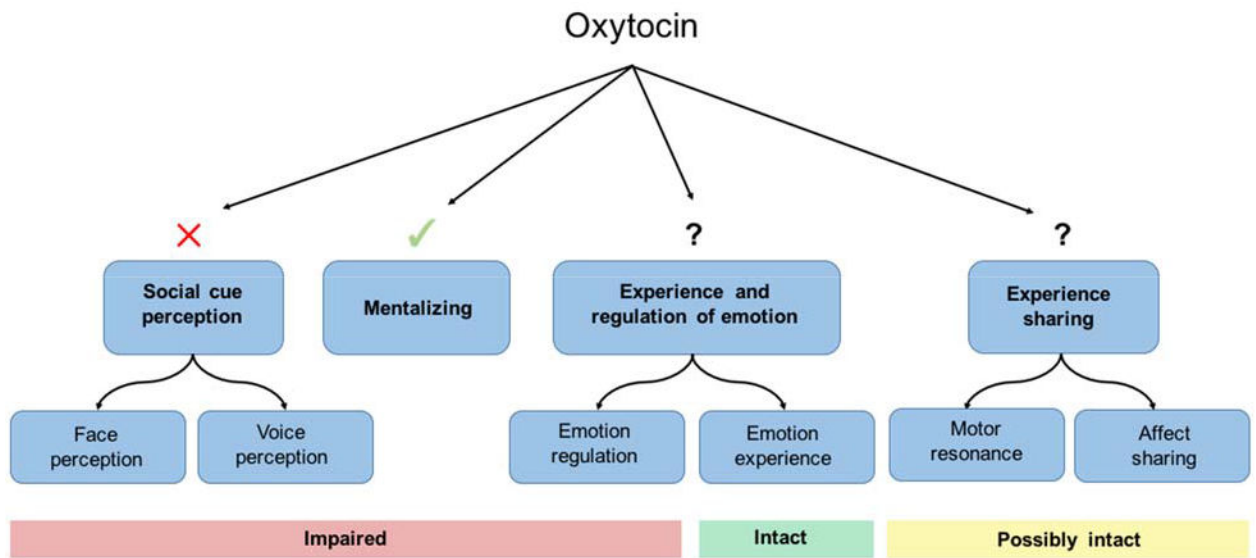 Oxytocin
?
?
Social cue
perception
Mentalizing
Experience and
regulation of emotion
Experience
sharing
Face
perception
Voice
perception
Emotion
regulation
Emotion
experience
Motor
resonance
Affect
sharing
Impaired
Intact
Possibly intact